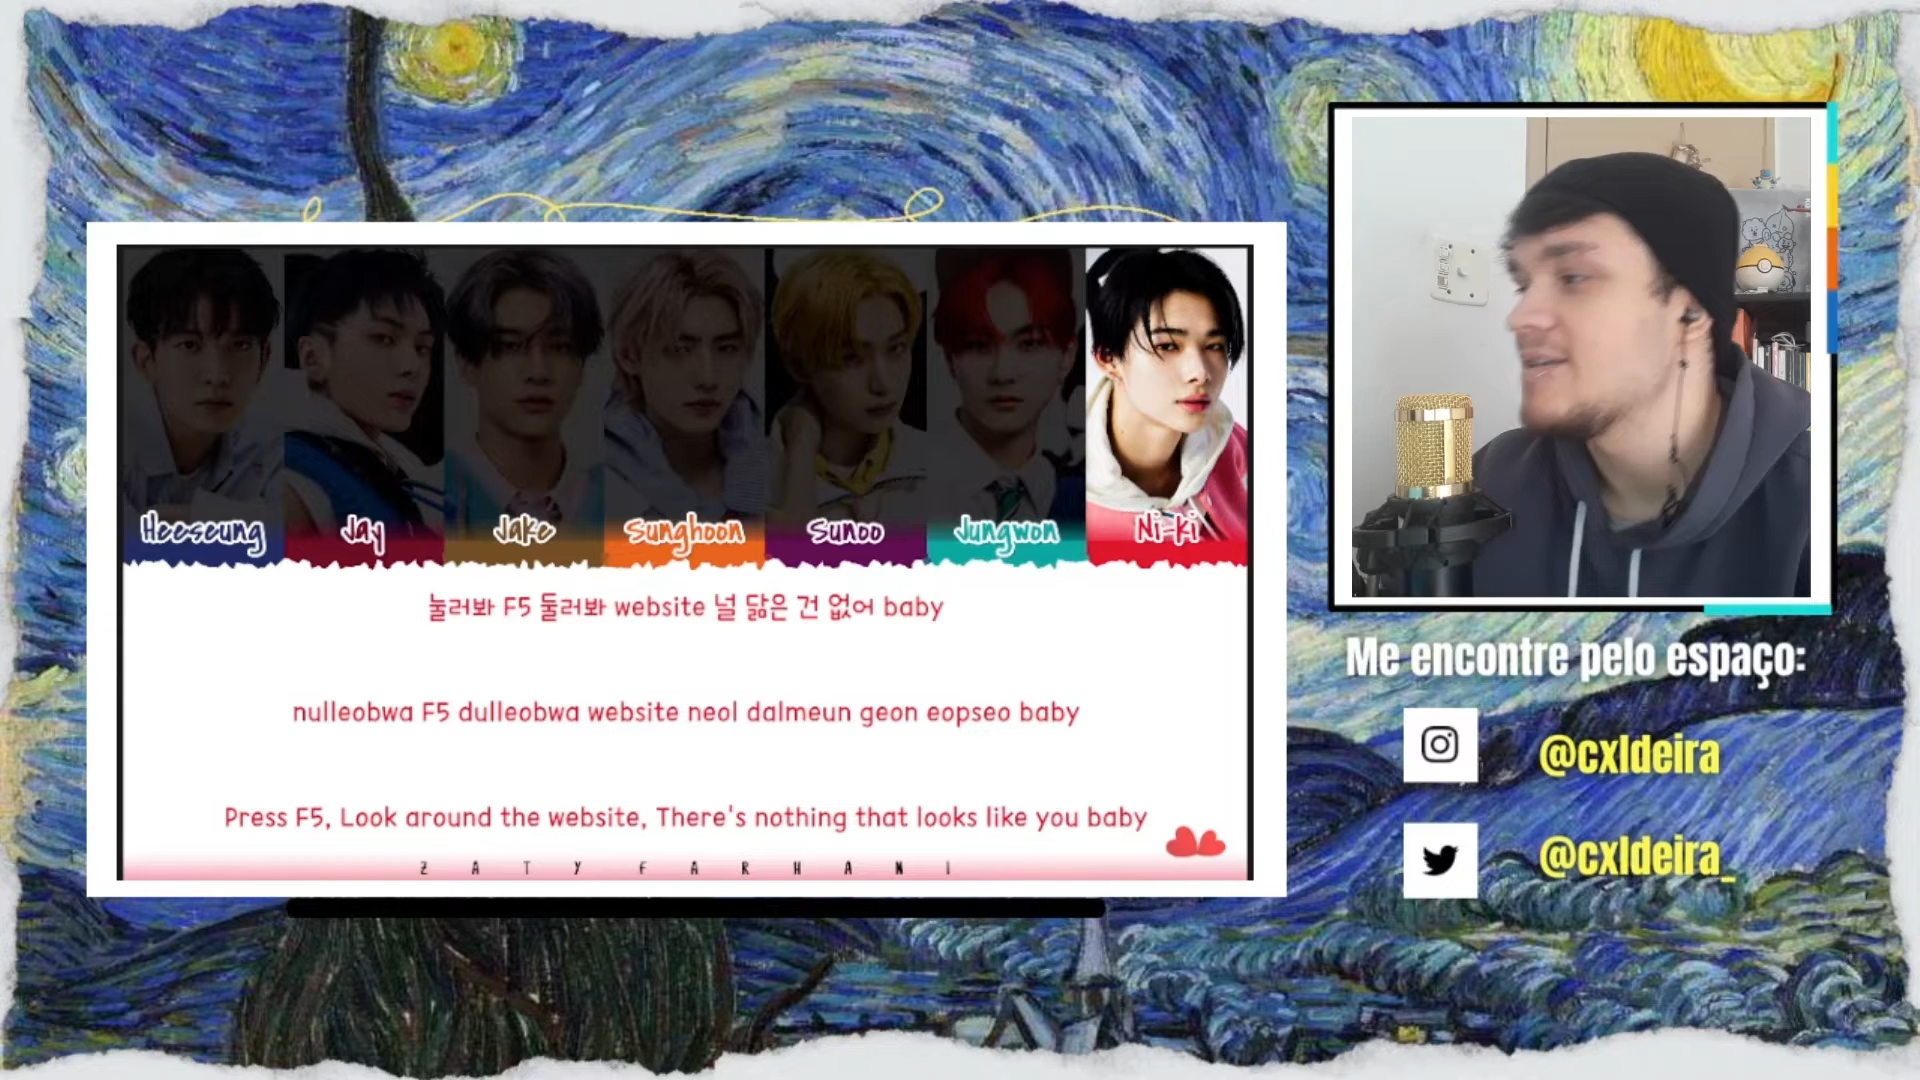 Heeseung Jay Jake Sunghoon Sunoo Jungwon Ni-ki
눌러봐 F5 둘러봐 website 널 닮은 건 없어 baby
nulleobwa F5 dulleobwa website neol dalmeun geon eopseo baby
Press F5, Look around the website, There's nothing that looks like you baby
ZATY FARHANI
Me encontre pelo espaço:
@cxldeira
@cxldeira_